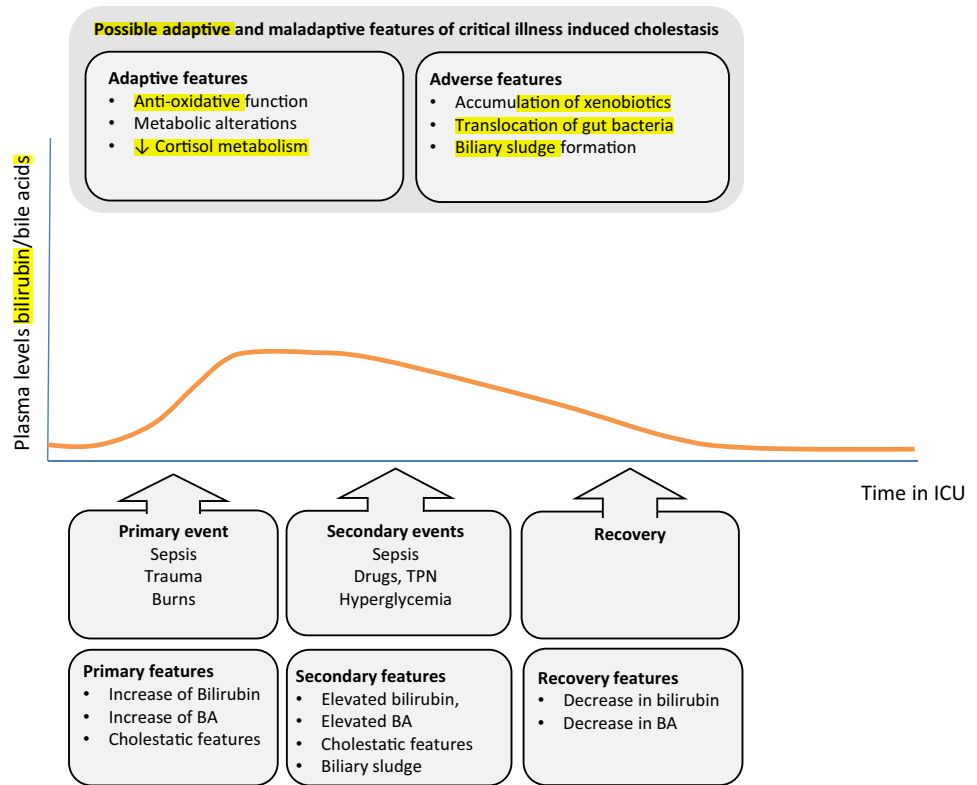 Possible adaptive and maladaptive features of critical illness induced cholestasis
Adaptive features
• Anti-oxidative function
• Metabolic alterations
• ↓ Cortisol metabolism
Adverse features
• Accumulation of xenobiotics
• Translocation of gut bacteria
• Biliary sludge formation
Plasma levels bilirubin/bile acids
Time in ICU
Primary event
Sepsis
Trauma
Burns
Secondary events
Sepsis
Drugs, TPN
Hyperglycemia
Recovery
Primary features
• Increase of Bilirubin
• Increase of BA
• Cholestatic features
Secondary features
• Elevated bilirubin,
• Elevated BA
• Cholestatic features
• Biliary sludge
Recovery features
• Decrease in bilirubin
• Decrease in BA